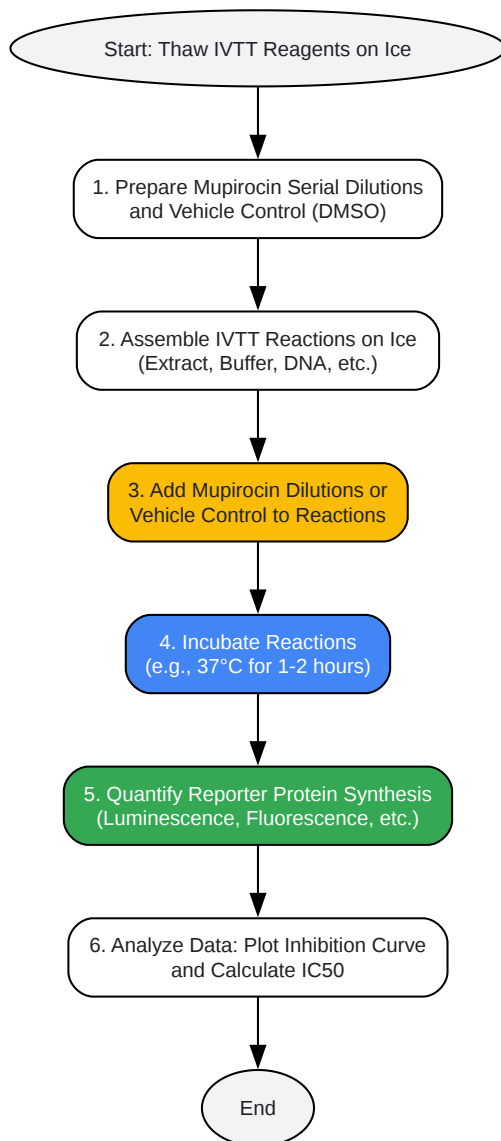 Start: Thaw IVTT Reagents on Ice
1. Prepare Mupirocin Serial Dilutions
and Vehicle Control (DMSO)
2. Assemble IVTT Reactions on Ice
(Extract, Buffer, DNA, etc.)
3. Add Mupirocin Dilutions or
Vehicle Control to Reactions
4. Incubate Reactions
(e.g., 37°C for 1-2 hours)
5. Quantify Reporter Protein Synthesis
(Luminescence, Fluorescence, etc.)
6. Analyze Data: Plot Inhibition Curve
and Calculate IC50
End